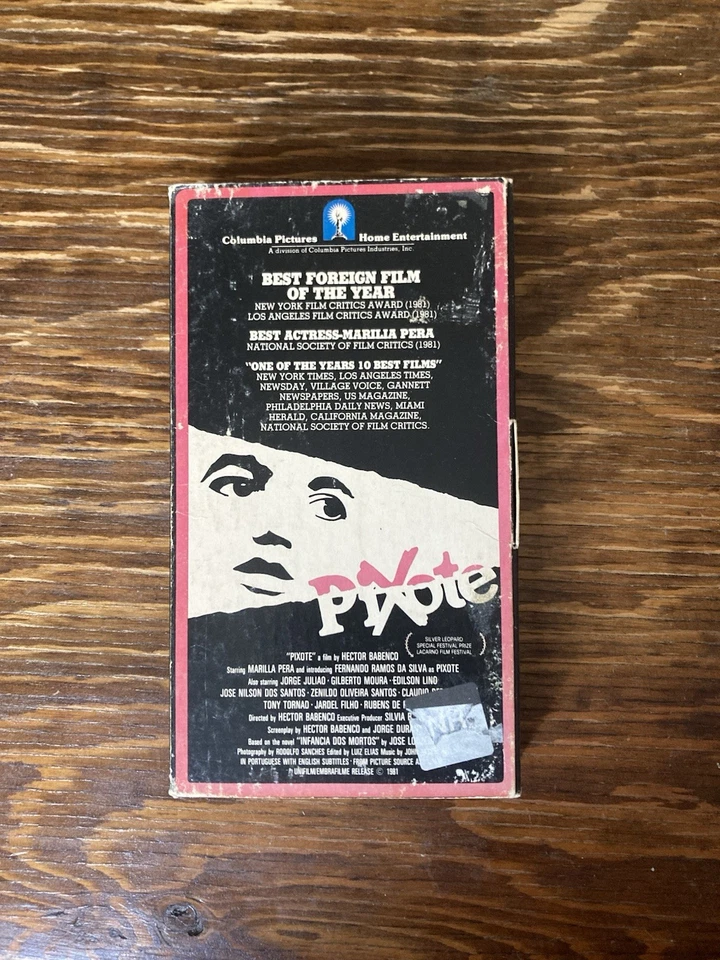 Columbia Pictures Home Entertainment
A division of Columbia Pictures Industries, Inc.
BEST FOREIGN FILM
OF THE YEAR
NEW YORK FILM CRITICS AWARD (1981)
LOS ANGELES FILM CRITICS AWARD (1981)
BEST ACTRESS-MARILIA PERA
NATIONAL SOCIETY OF FILM CRITICS (1981)
"ONE OF THE YEARS 10 BEST FILMS"
NEW YORK TIMES, LOS ANGELES TIMES,
NEWSDAY, VILLAGE VOICE, GANNETT
NEWSPAPERS, US MAGAZINE,
PHILADELPHIA DAILY NEWS, MIAMI
HERALD, CALIFORNIA MAGAZINE,
NATIONAL SOCIETY OF FILM CRITICS.
PIXote
SILVER LEOPARD
SPECIAL FESTIVAL PRIZE
LACARNO FILM FESTIVAL
"PIXOTE" a film by HECTOR BABENCO
Starring MARILLA PERA and introducing FERNANDO RAMOS DA SILVA as PIXOTE
Also starring JORGE JULIAO · GILBERTO MOURA · EDILSON LINO
JOSE NILSON DOS SANTOS · ZENILDO OLIVEIRA SANTOS · CLAUDIO
TONY TORNAD · JARDEL FILHO · RUBENS DE
Directed by HECTOR BABENCO Executive Producer SILVIA
Screenplay by HECTOR BABENCO and JORGE
Based on the novel "INFANCIA DOS MORTOS" by JOSE
Photography by RODOLFO SANCHES Edited by LUIZ ELIAS Music by
IN PORTUGUESE WITH ENGLISH SUBTITLES · FROM PICTURE SOURCE
UNIFILM/EMBRAFILME RELEASE © 1981